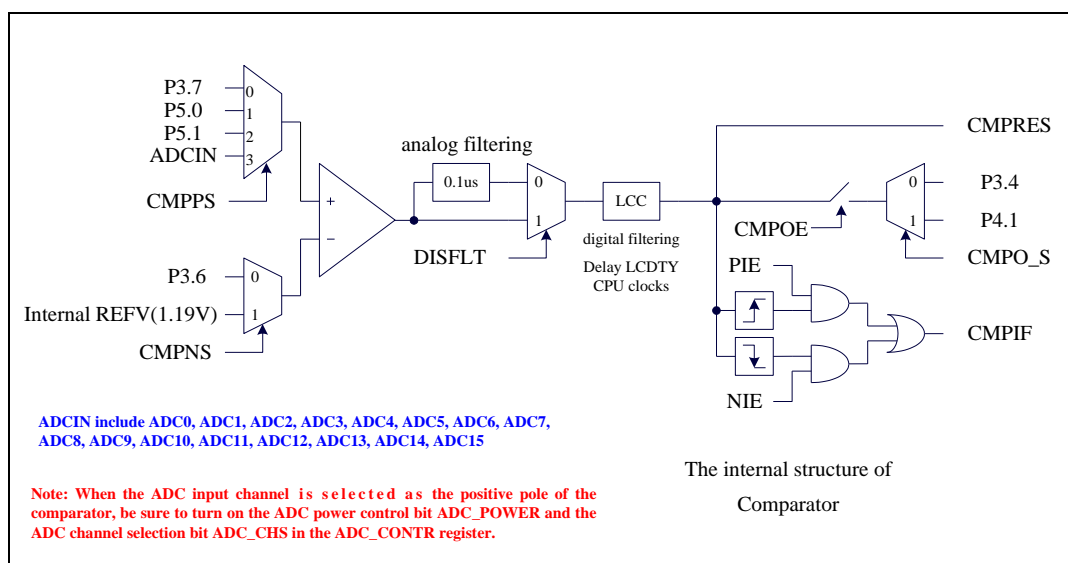 P3.7
P5.0
P5.1
ADCIN
0
1
2
3
CMPPS
+
−
P3.6
Internal REFV(1.19V)
0
1
CMPNS
analog filtering
0.1us
0
1
DISFLT
LCC
digital filtering
Delay LCDTY
CPU clocks
CMPRES
CMPOE
0
1
P3.4
P4.1
CMPO_S
PIE
NIE
CMPIF
ADCIN include ADC0, ADC1, ADC2, ADC3, ADC4, ADC5, ADC6, ADC7,
ADC8, ADC9, ADC10, ADC11, ADC12, ADC13, ADC14, ADC15
Note: When the ADC input channel is selected as the positive pole of the
comparator, be sure to turn on the ADC power control bit ADC_POWER and the
ADC channel selection bit ADC_CHS in the ADC_CONTR register.
The internal structure of
Comparator